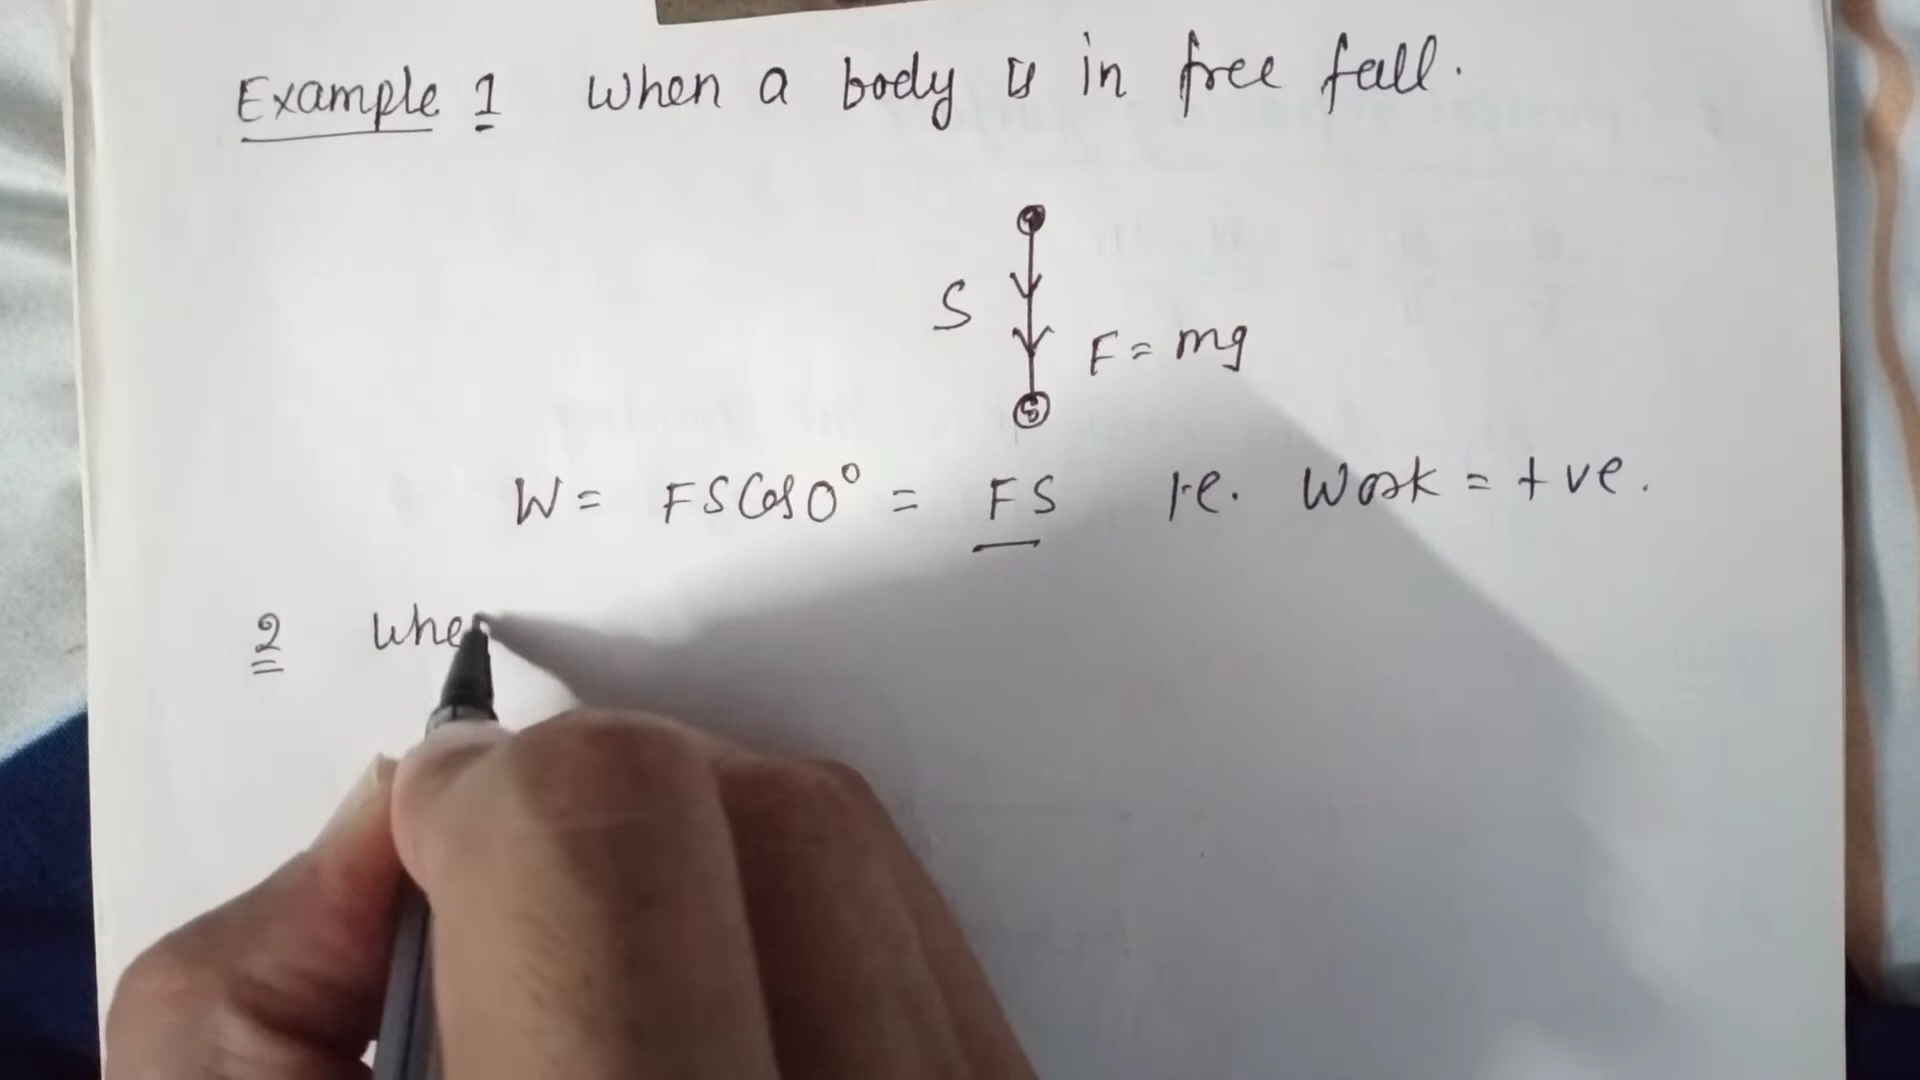 Example 1 When a body is in free fall.
S
F = mg
W = FSCos0° = FS i.e. Work = +ve.
2 Whe